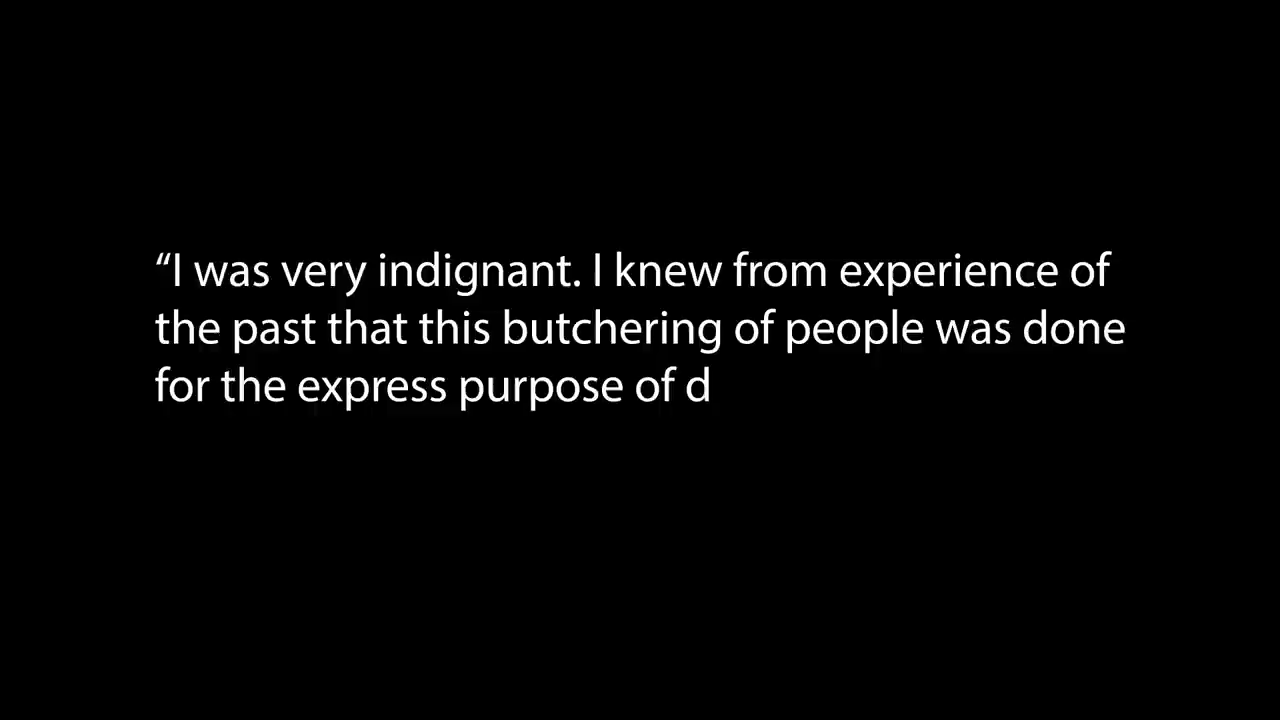 “I was very indignant. I knew from experience of
the past that this butchering of people was done
for the express purpose of d